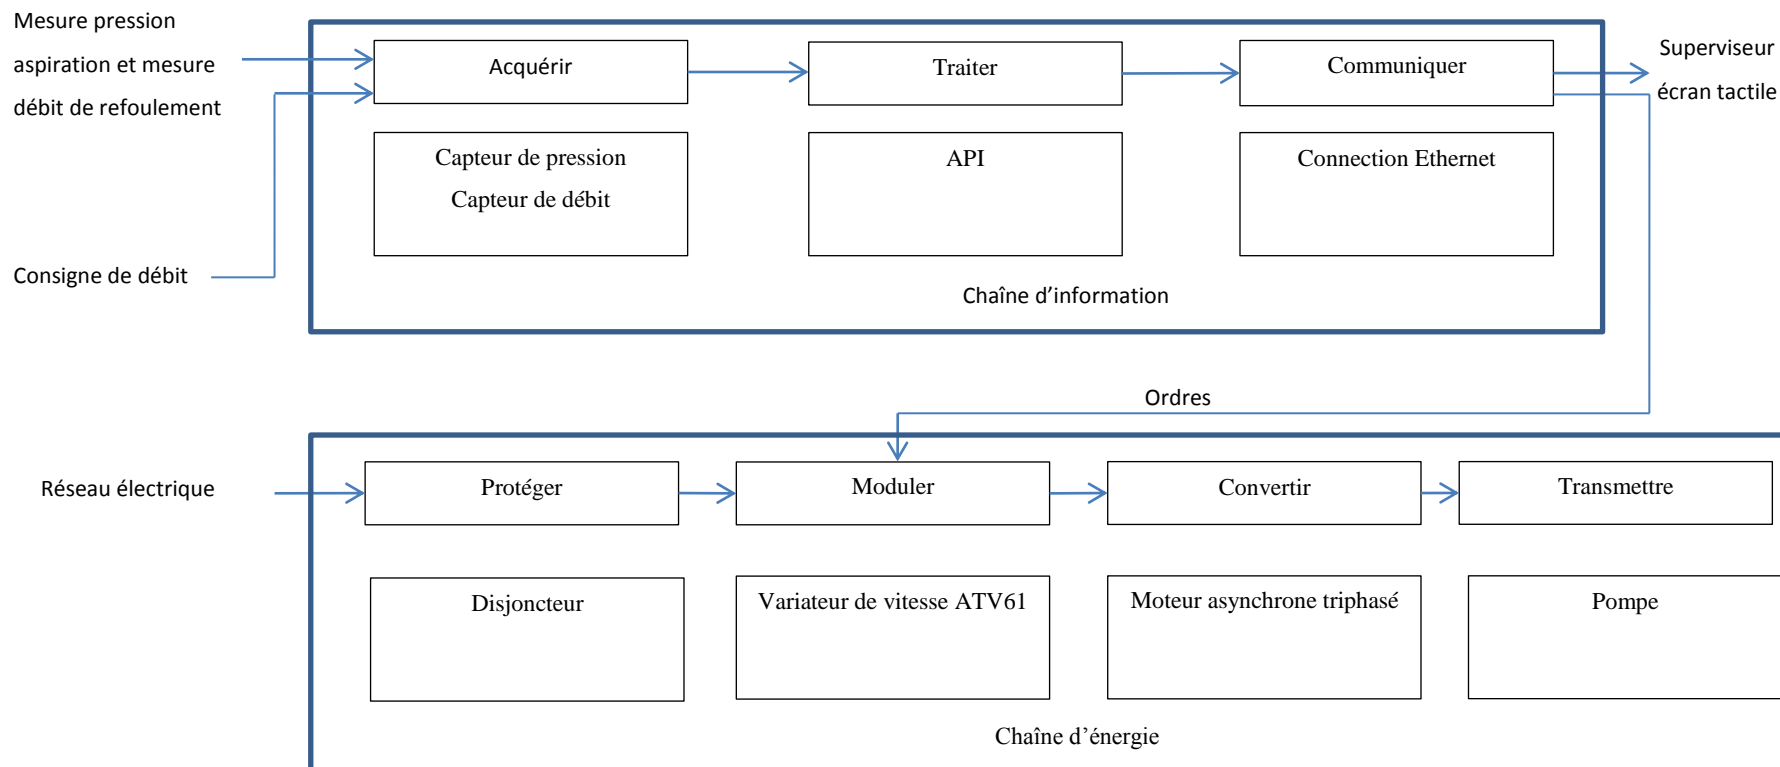 Mesure pression
aspiration et mesure
débit de refoulement
Acquérir
Traiter
Communiquer
Superviseur
écran tactile
Capteur de pression
Capteur de débit
API
Connection Ethernet
Consigne de débit
Chaîne d’information
Ordres
Réseau électrique
Protéger
Moduler
Convertir
Transmettre
Disjoncteur
Variateur de vitesse ATV61
Moteur asynchrone triphasé
Pompe
Chaîne d’énergie